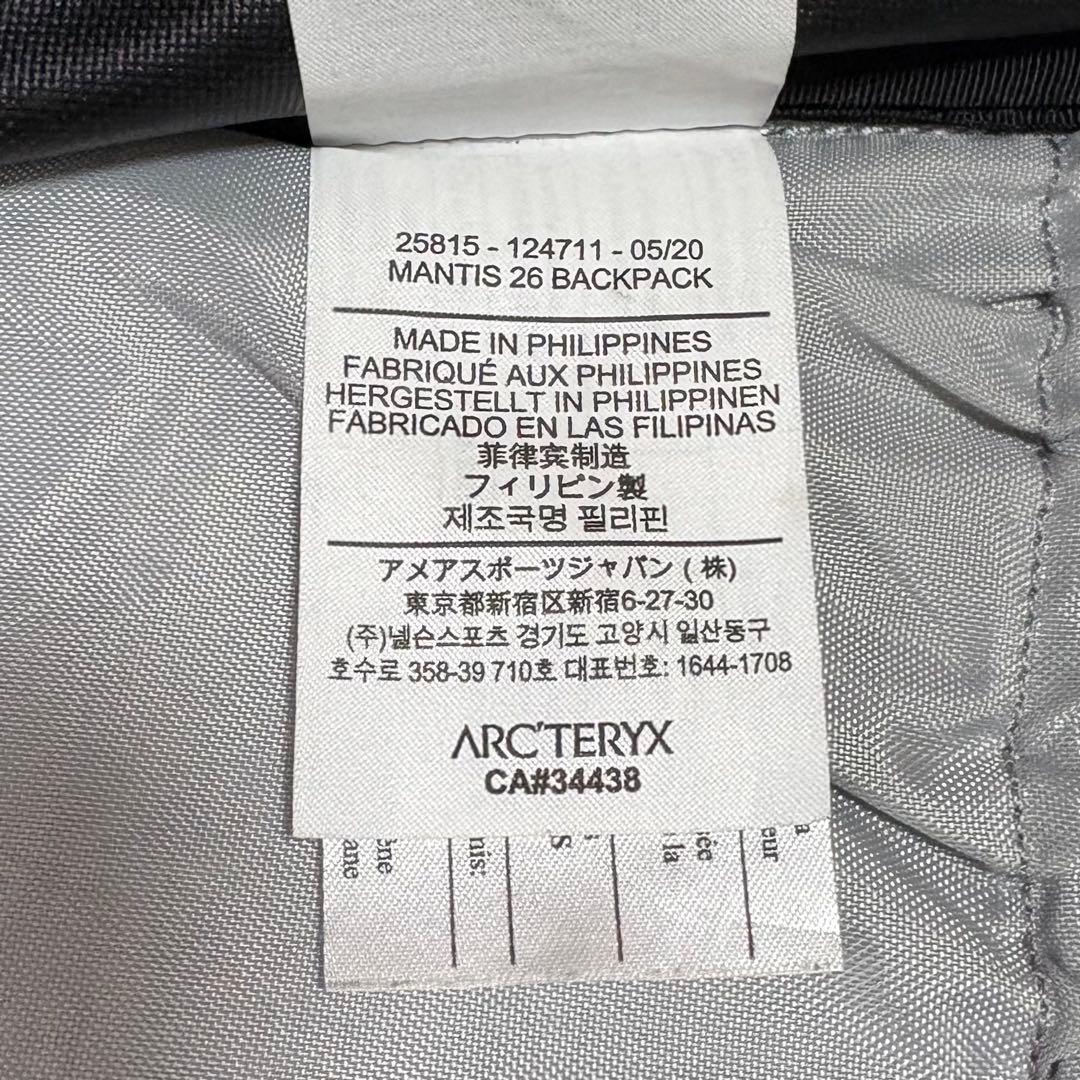 25815 - 124711 - 05/20
MANTIS 26 BACKPACK
MADE IN PHILIPPINES
FABRIQUÉ AUX PHILIPPINES
HERGESTELLT IN PHILIPPINEN
FABRICADO EN LAS FILIPINAS
菲律宾制造
フィリピン製
제조국명 필리핀
アメアスポーツジャパン ( 株)
東京都新宿区新宿6-27-30
(주)넬슨스포츠 경기도 고양시 일산동구
호수로 358-39 710호 대표번호: 1644-1708
ARC'TERYX
CA#34438